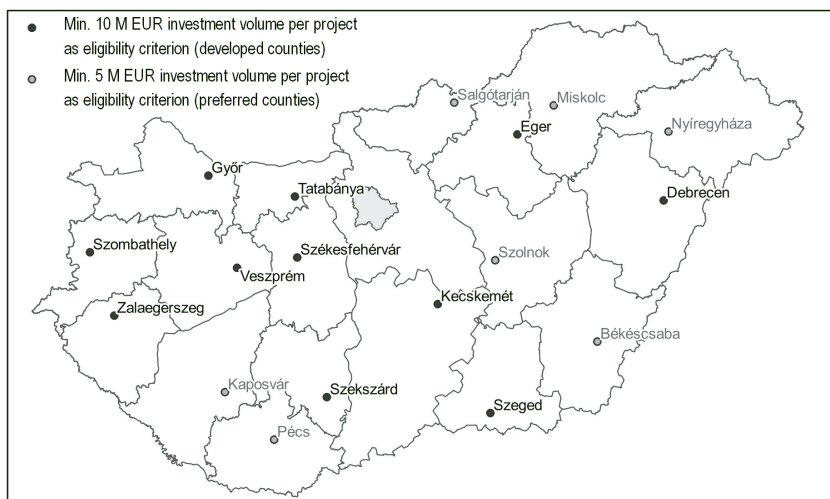 Min. 10 M EUR investment volume per project
as eligibility criterion (developed counties)
Min. 5 M EUR investment volume per project
as eligibility criterion (preferred counties)
Salgótarján
Miskolc
Eger
Nyíregyháza
Győr
Tatabánya
Debrecen
Szombathely
Székesfehérvár
Szolnok
Veszprém
Zalaegerszeg
Kecskemét
Békéscsaba
Kaposvár
Szekszárd
Szeged
Pécs